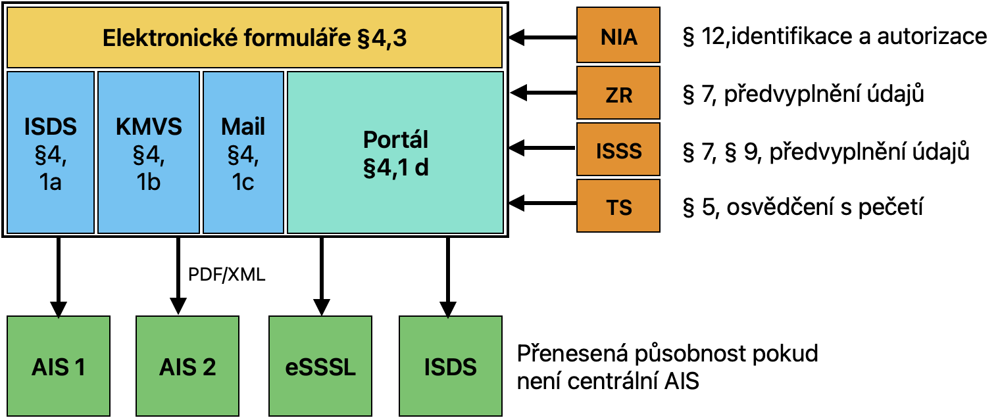 Elektronické formuláře §4,3
NIA
§ 12,identifikace a autorizace
ISDS
§4,
1a
KMVS
§4,
1b
Mail
§4,
1c
Portál
§4,1 d
ZR
§ 7, předvyplnění údajů
ISSS
§ 7, § 9, předvyplnění údajů
TS
§ 5, osvědčení s pečetí
PDF/XML
AIS 1
AIS 2
eSSSL
ISDS
Přenesená působnost pokud
není centrální AIS